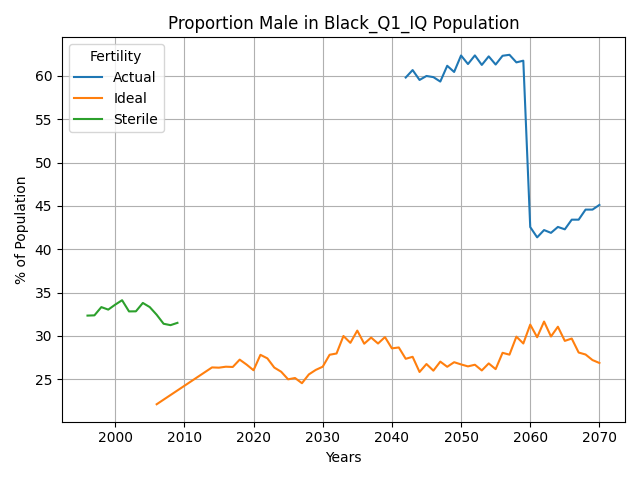 Proportion Male in Black_Q1_IQ Population
Fertility
Actual
Ideal
Sterile
% of Population
60
55
50
45
40
35
30
25
2000
2010
2020
2030
2040
2050
2060
2070
Years